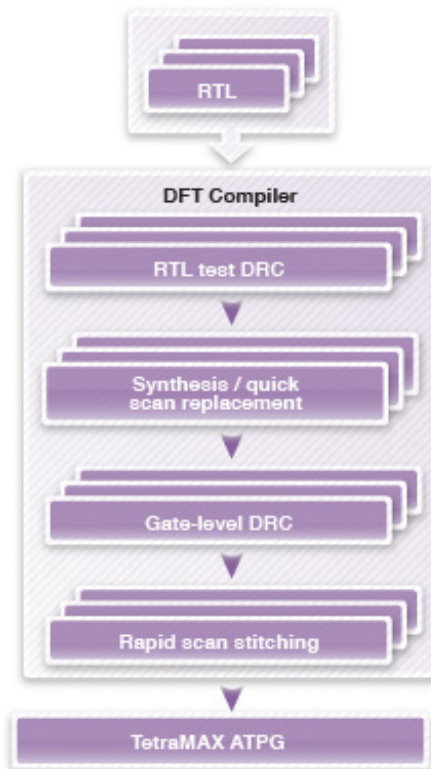 RTL
DFT Compiler
RTL test DRC
Synthesis / quick
scan replacement
Gate-level DRC
Rapid scan stitching
TetraMAX ATPG